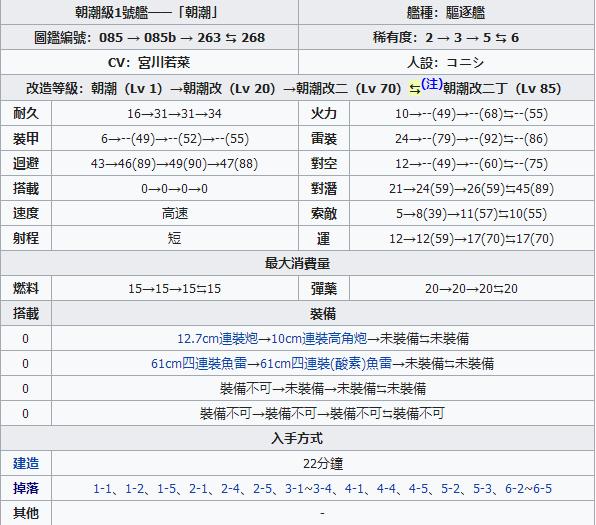 朝潮級1號艦——「朝潮」 艦種：驅逐艦
圖鑑編號：085 → 085b → 263 ⇆ 268 稀有度：2 → 3 → 5 ⇆ 6
CV：宮川若菜 人設：コニシ
改造等級：朝潮（Lv 1）→朝潮改（Lv 20）→朝潮改二（Lv 70）⇆(注)朝潮改二丁（Lv 85）
耐久 16→31→31→34 火力 10→--(49)→--(68)⇆--(55)
裝甲 6→--(49)→--(52)→--(55) 雷裝 24→--(79)→--(92)⇆--(86)
迴避 43→46(89)→49(90)→47(88) 對空 12→--(49)→--(60)⇆--(75)
搭載 0→0→0→0 對潛 21→24(59)→26(59)⇆45(89)
速度 高速 索敵 5→8(39)→11(57)⇆10(55)
射程 短 運 12→12(59)→17(70)⇆17(70)
最大消費量
燃料 15→15→15⇆15 彈藥 20→20→20⇆20
搭載 裝備
0 12.7cm連裝炮→10cm連裝高角炮→未裝備⇆未裝備
0 61cm四連裝魚雷→61cm四連裝(酸素)魚雷→未裝備⇆未裝備
0 裝備不可→未裝備→未裝備⇆未裝備
0 裝備不可→裝備不可→裝備不可⇆裝備不可
入手方式
建造 22分鐘
掉落 1-1、1-2、1-5、2-1、2-4、2-5、3-1~3-4、4-1、4-4、4-5、5-2、5-3、6-2~6-5
其他 -